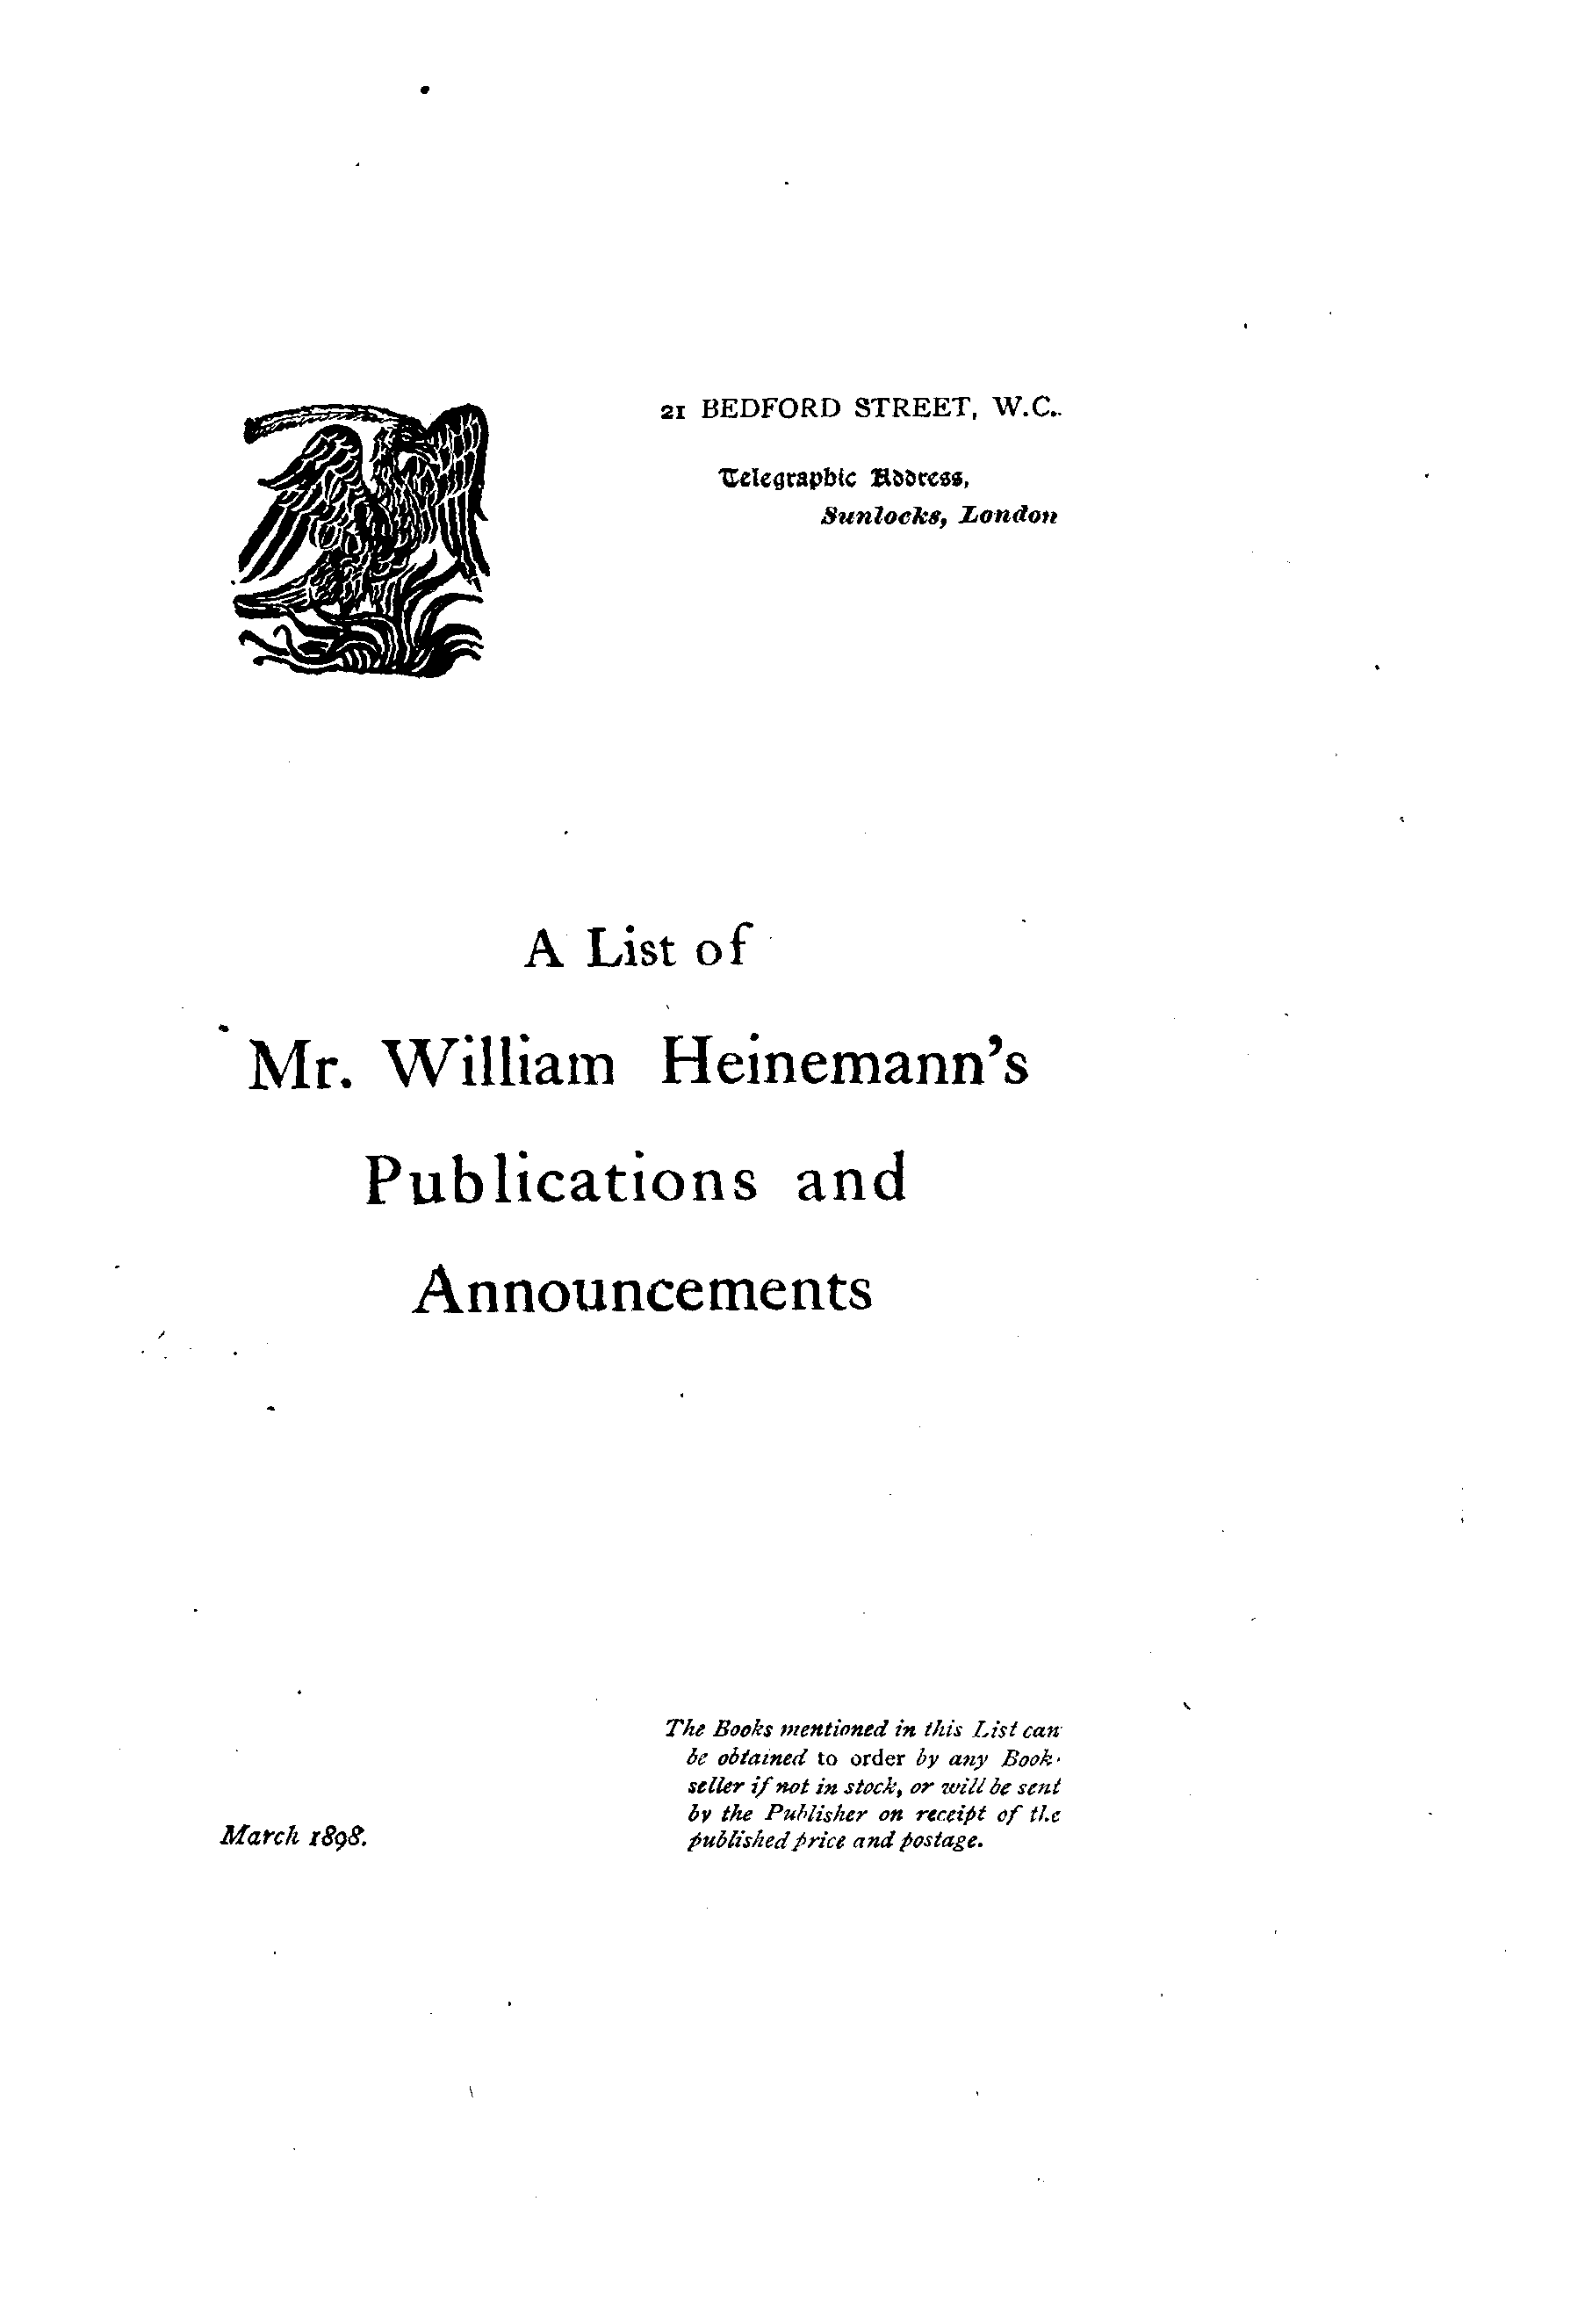 21 BEDFORD STREET, W.C.
Telegraphic Address,
Sunlocks, London
A List of
Mr. William Heinemann's
Publications and
Announcements
The Books mentioned in this List can
be obtained to order by any Book-
seller if not in stock, or will be sent
by the Publisher on receipt of the
published price and postage.
March 1898.